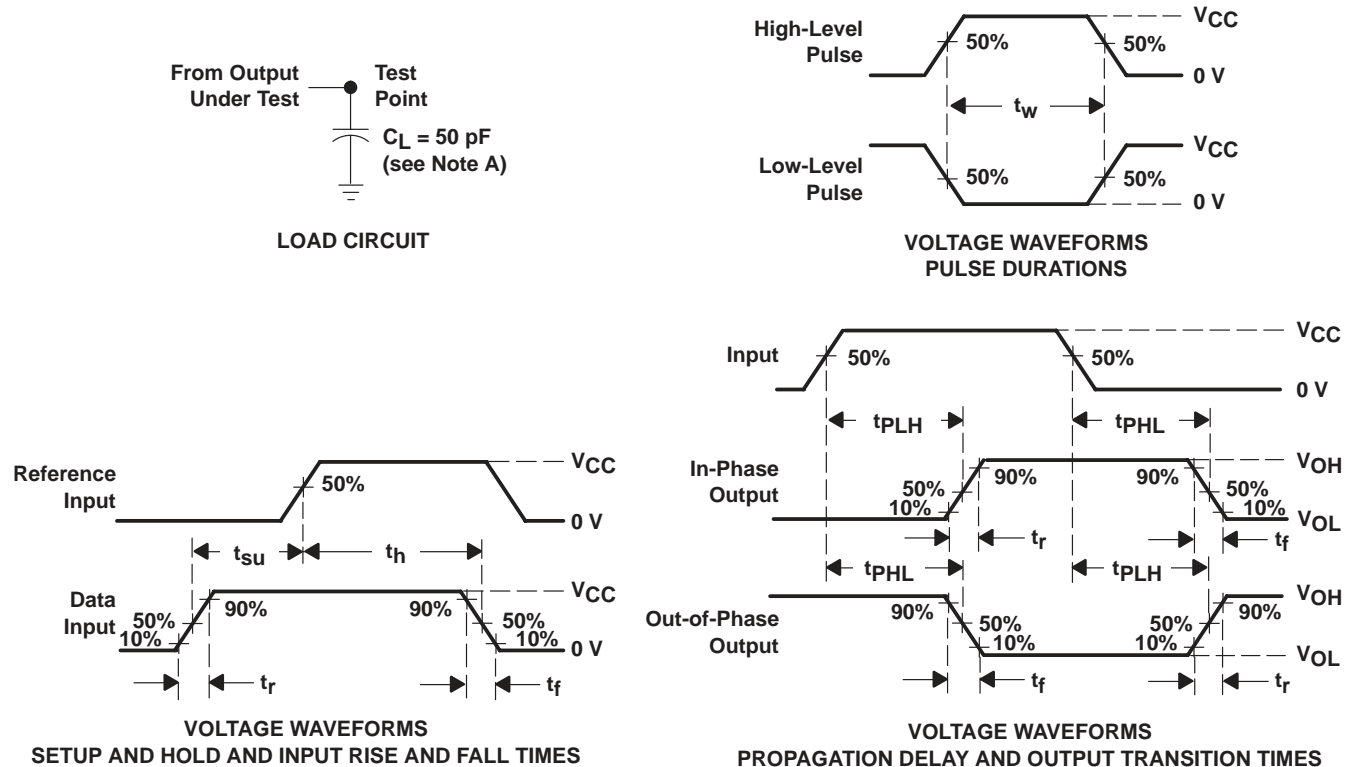 From Output
Under Test
Test
Point
CL = 50 pF
(see Note A)
LOAD CIRCUIT
High-Level
Pulse
50%
50%
VCC
0 V
tw
Low-Level
Pulse
50%
50%
VCC
0 V
VOLTAGE WAVEFORMS
PULSE DURATIONS
Reference
Input
50%
VCC
0 V
tsu
th
Data
Input
50%
10%
90%
90%
50%
10%
VCC
0 V
tr
tf
VOLTAGE WAVEFORMS
SETUP AND HOLD AND INPUT RISE AND FALL TIMES
Input
50%
50%
VCC
0 V
tPLH
tPHL
In-Phase
Output
50%
10%
90%
90%
50%
10%
VOH
VOL
tr
tf
tPHL
tPLH
Out-of-Phase
Output
90%
50%
10%
50%
10%
90%
VOH
VOL
tf
tr
VOLTAGE WAVEFORMS
PROPAGATION DELAY AND OUTPUT TRANSITION TIMES